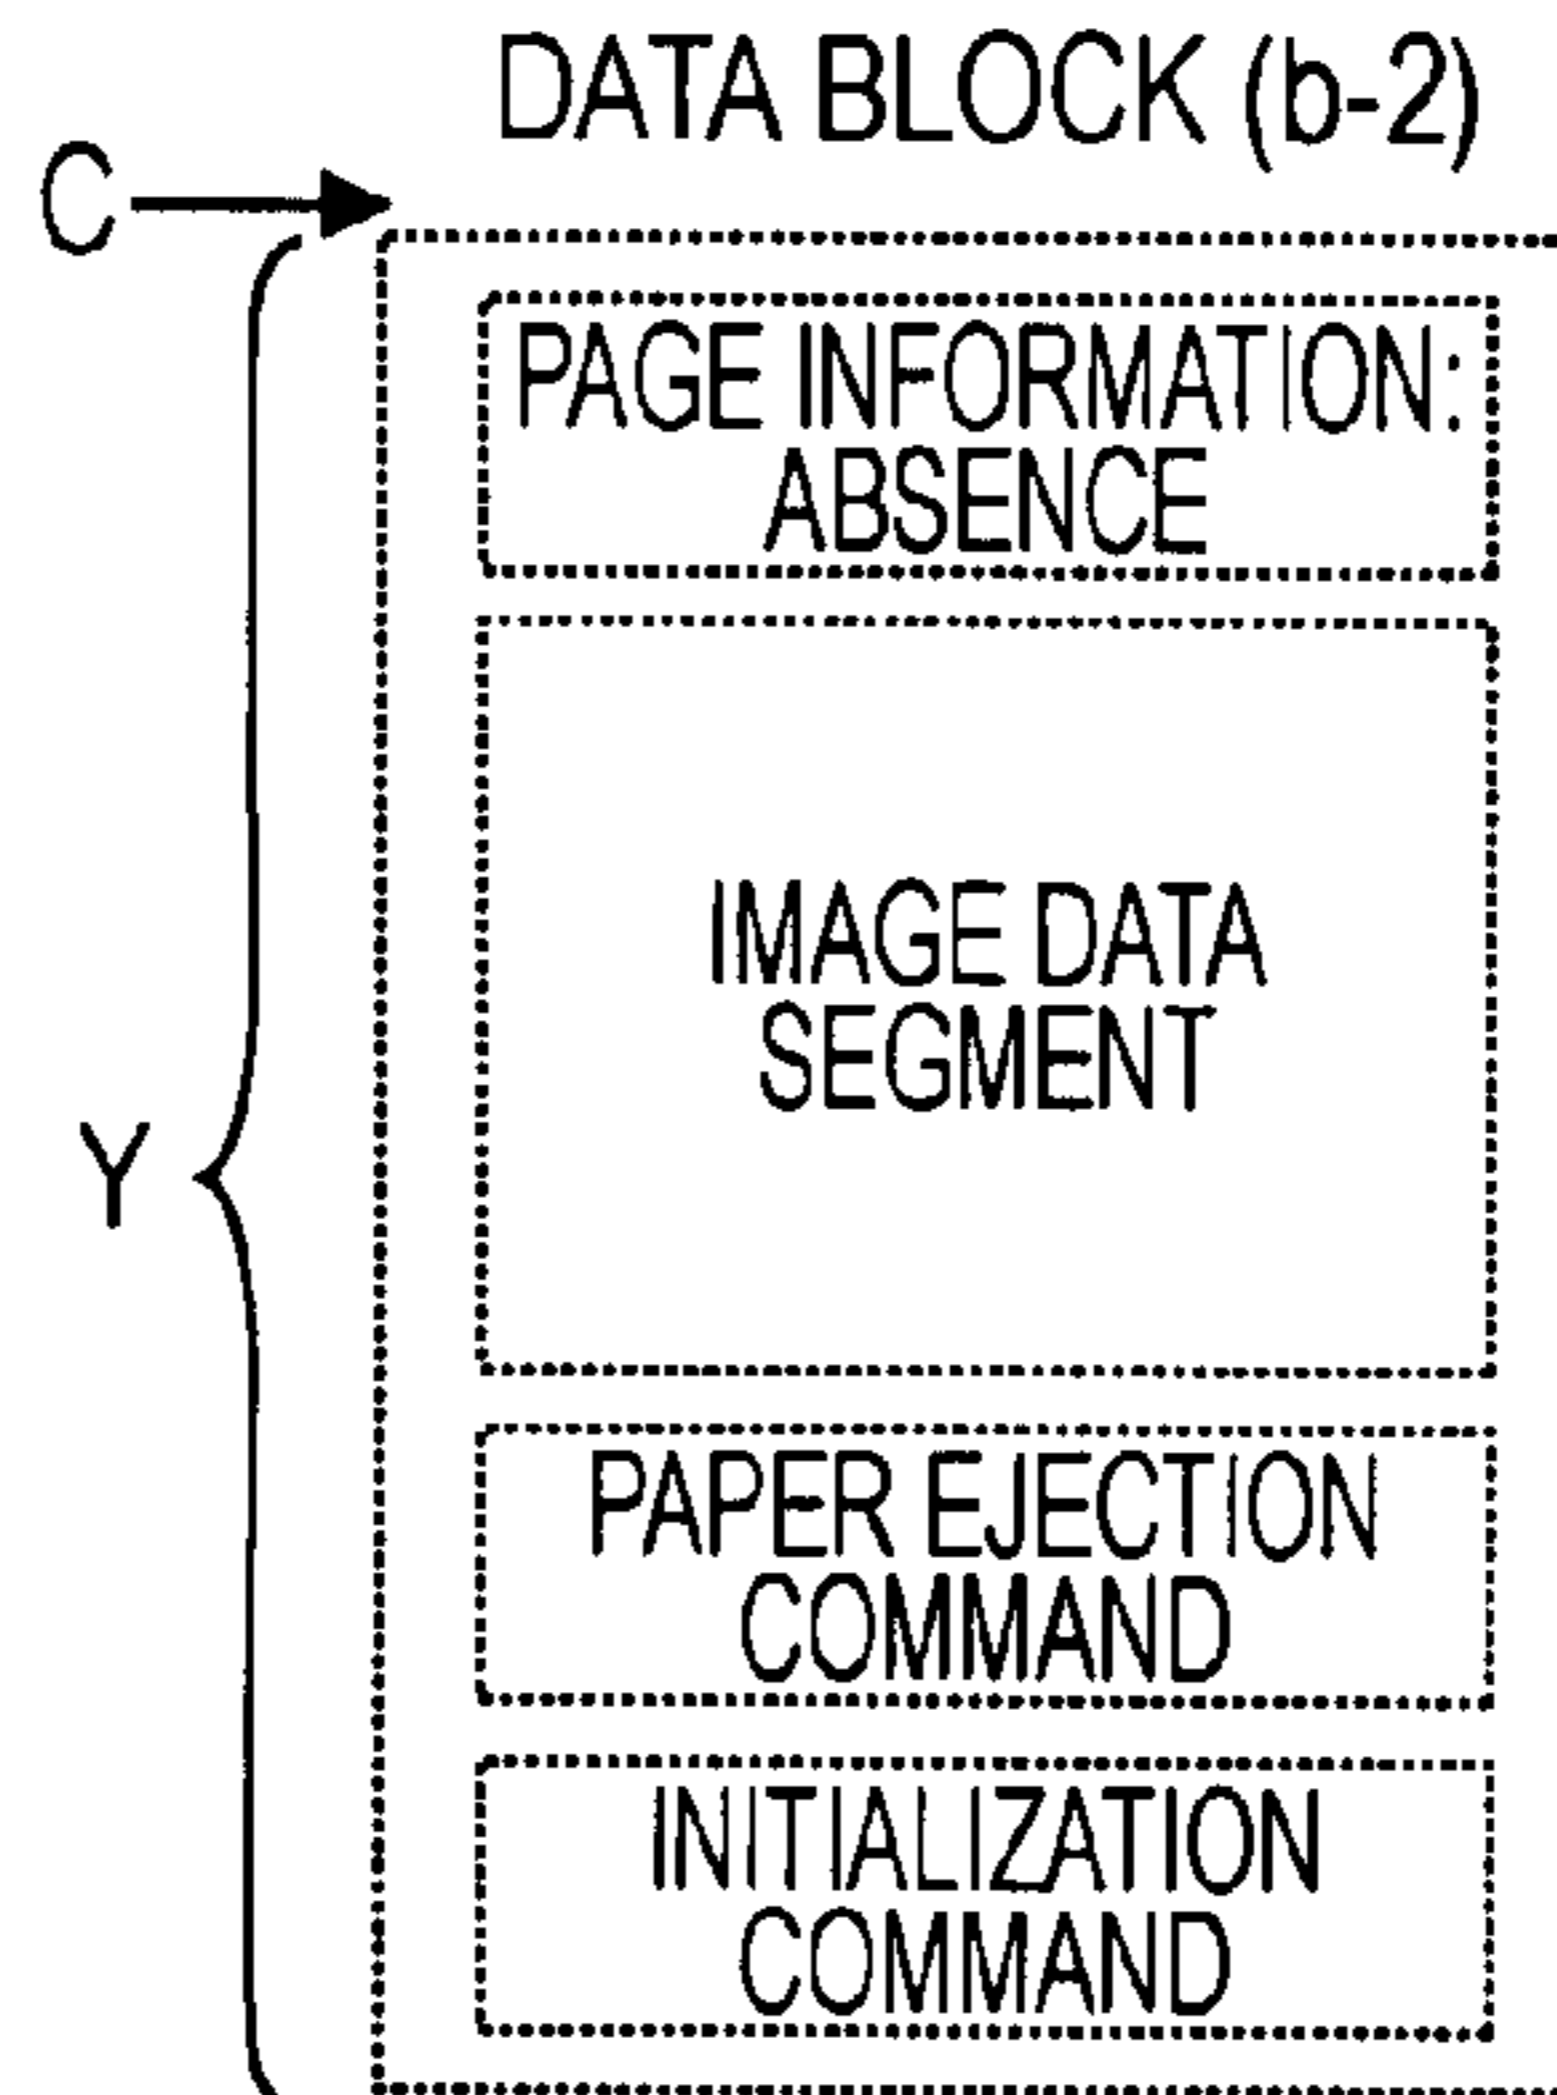 DATA BLOCK (b-2)
C
PAGE INFORMATION:
ABSENCE
IMAGE DATA
SEGMENT
Y
PAPER EJECTION
COMMAND
INITIALIZATION
COMMAND